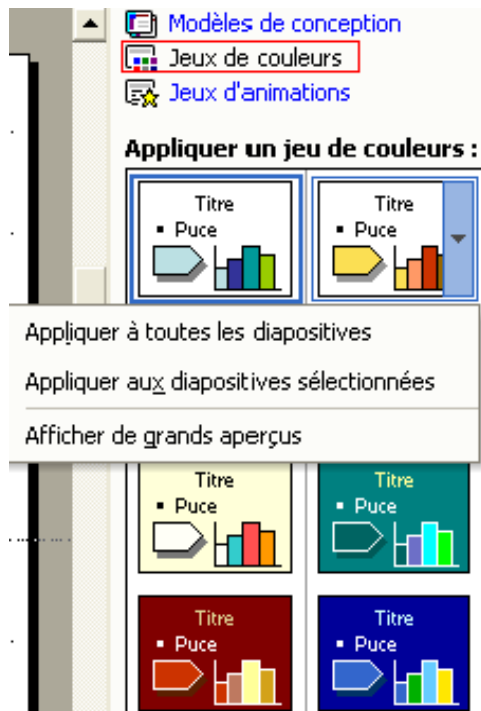 Modèles de conception
Jeux de couleurs
Jeux d'animations
Appliquer un jeu de couleurs :
Titre
▪ Puce
Titre
▪ Puce
Appliquer à toutes les diapositives
Appliquer aux diapositives sélectionnées
Afficher de grands aperçus
Titre
▪ Puce
Titre
▪ Puce
Titre
▪ Puce
Titre
▪ Puce